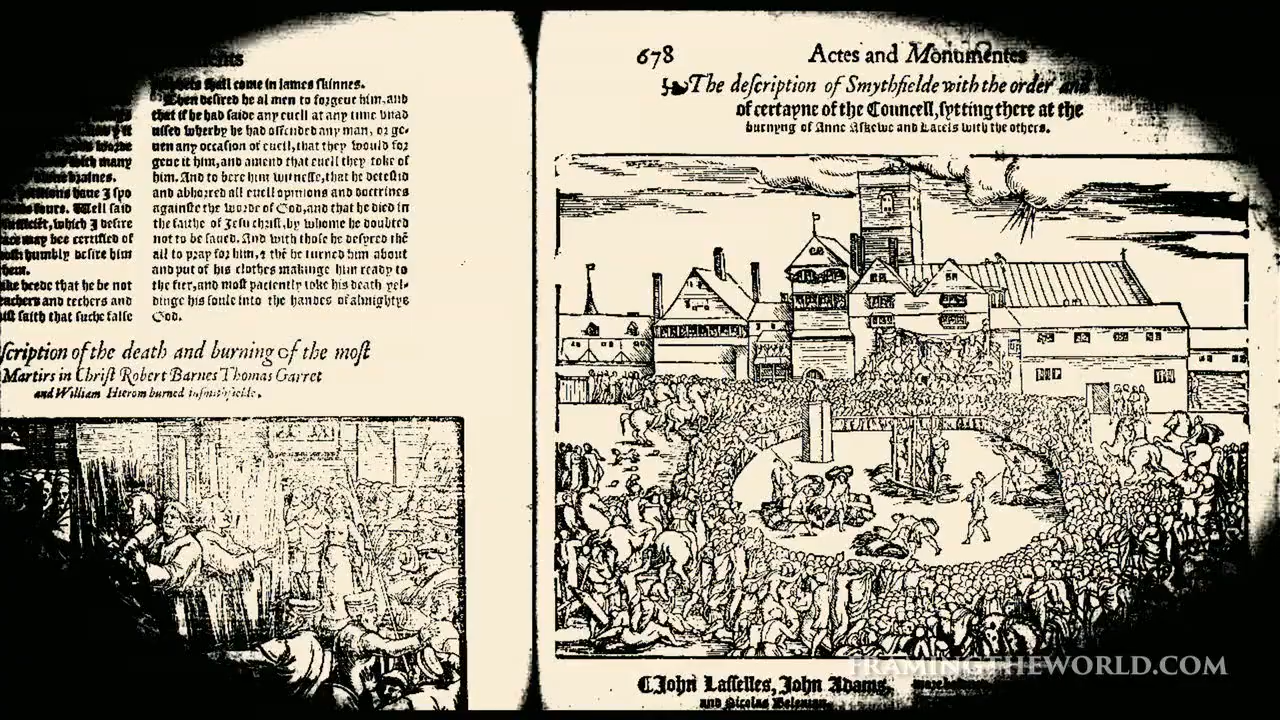 shall come in James Skinnes.
Then desired he al men to forgeue him, and
that if he had saide any euell at any time vnad
uised wherby he had offended any man, or ge-
uen any occasion of euell, that they would for
geue it him, and amend that euell they toke of
him. And to bere him witnesse, that he detestid
and abhorred all euell opinions and doctrines
againste the worde of God, and that he died in
the faithe of Jesu christ, by whome he doubted
not to be saued. And with those he desyred thē
all to pray for him, & thē he turned him about
and put of his clothes makinge him ready to
the fier, and most paciently toke his death yel-
dinge his soule into the handes of almightye
God.
with many
haue I spo
Well said
which I desire
may bee certified of
humbly desire him
heede that he be not
and techers and
faith that suche false
scription of the death and burning of the most
Martirs in Christ Robert Barnes Thomas Garret
and William Hierom burned
678
Actes and Monumentes
The description of Smythfielde with the order and
of certayne of the Councell, sytting there at the
burnyng of Anne Askewe and Lacels with the others.
John Lasselles, John Adams,
and Nicolas Belenian
FRAMINGTHEWORLD.COM